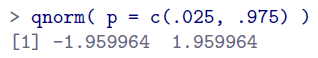 > qnorm( p = c(.025, .975) )
[1] -1.959964  1.959964